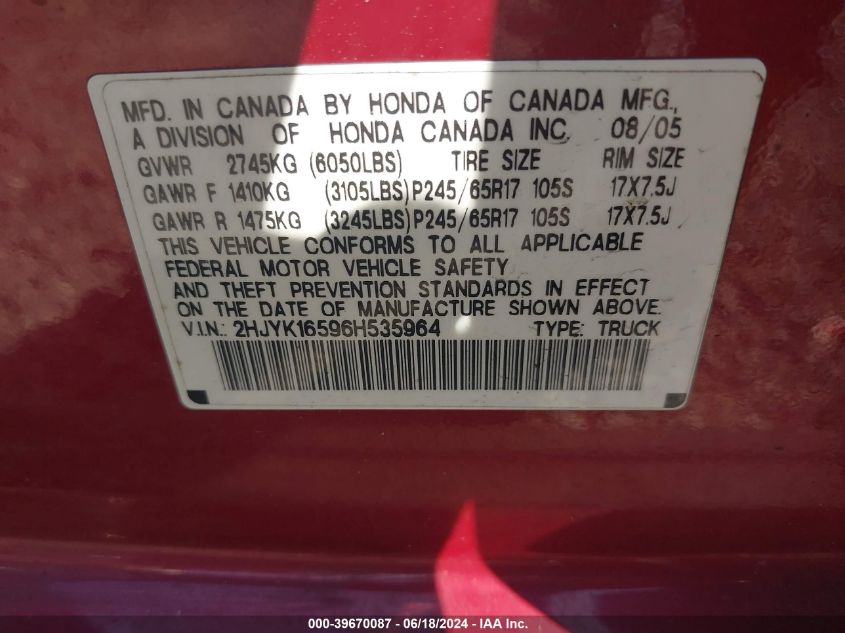 MFD. IN CANADA BY HONDA OF CANADA MFG.,
A DIVISION OF HONDA CANADA INC. 08/05
GVWR 2745KG (6050LBS) TIRE SIZE RIM SIZE
GAWR F 1410KG (3105LBS)P245/65R17 105S 17X7.5J
GAWR R 1475KG (3245LBS)P245/65R17 105S 17X7.5J
THIS VEHICLE CONFORMS TO ALL APPLICABLE
FEDERAL MOTOR VEHICLE SAFETY
AND THEFT PREVENTION STANDARDS IN EFFECT
ON THE DATE OF MANUFACTURE SHOWN ABOVE.
V.I.N.: 2HJYK16596H535964 TYPE: TRUCK
000-39670087 - 06/18/2024 - IAA Inc.